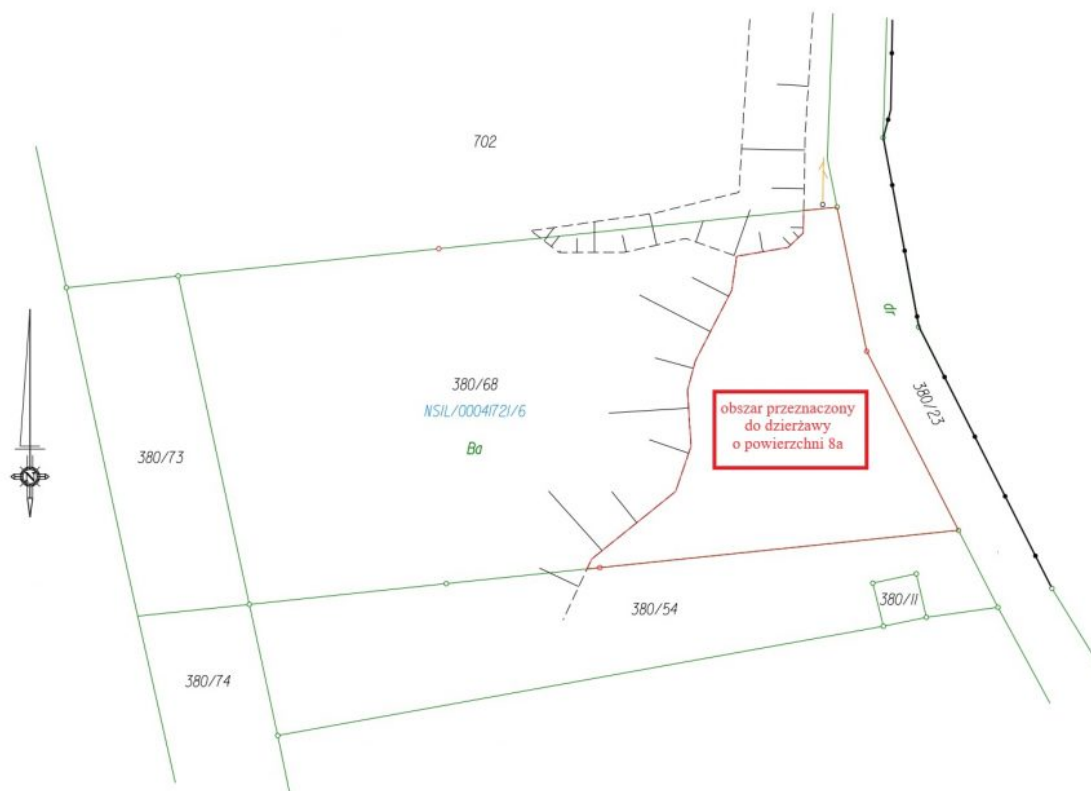 702
380/68
NS1L/00041721/6
Ba
380/73
obszar przeznaczony
do dzierżawy
o powierzchni 8a
dr
380/23
380/54
380/11
380/74
N